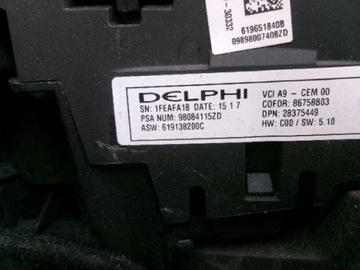 - 30332
619651840B
09898007408ZD
DELPHI
SN: 1FEAFA18 DATE: 15 1 7
PSA NUM: 98084115ZD
ASW: 619138200C
VCI A9 - CEM 00
COFOR: 86758803
DPN: 28375449
HW: C00 / SW: 5.10